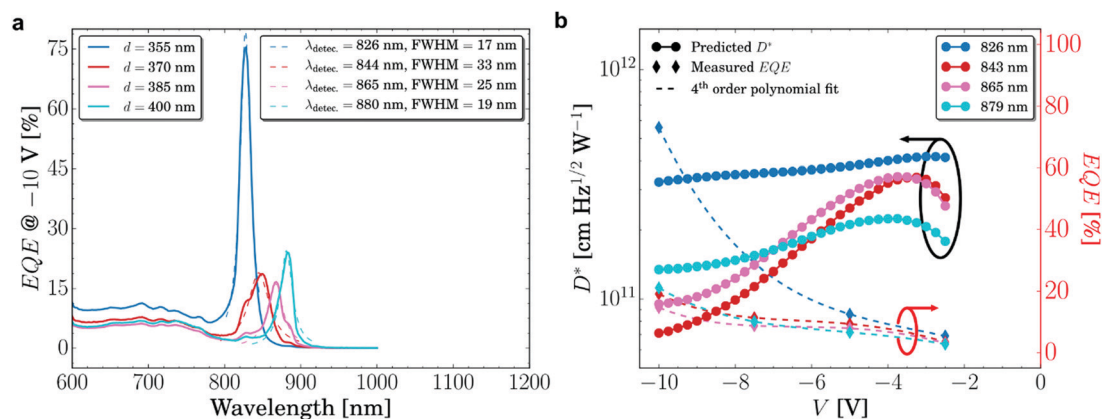 a
EQE @ −10 V [%]
75
60
45
30
15
0
d = 355 nm
d = 370 nm
d = 385 nm
d = 400 nm
λdetec. = 826 nm, FWHM = 17 nm
λdetec. = 844 nm, FWHM = 33 nm
λdetec. = 865 nm, FWHM = 25 nm
λdetec. = 880 nm, FWHM = 19 nm
600 700 800 900 1000 1100 1200
Wavelength [nm]
b
D* [cm Hz1/2 W−1]
10¹²
10¹¹
Predicted D*
Measured EQE
4th order polynomial fit
826 nm
843 nm
865 nm
879 nm
100
80
60
40
20
0
EQE [%]
−10 −8 −6 −4 −2 0
V [V]